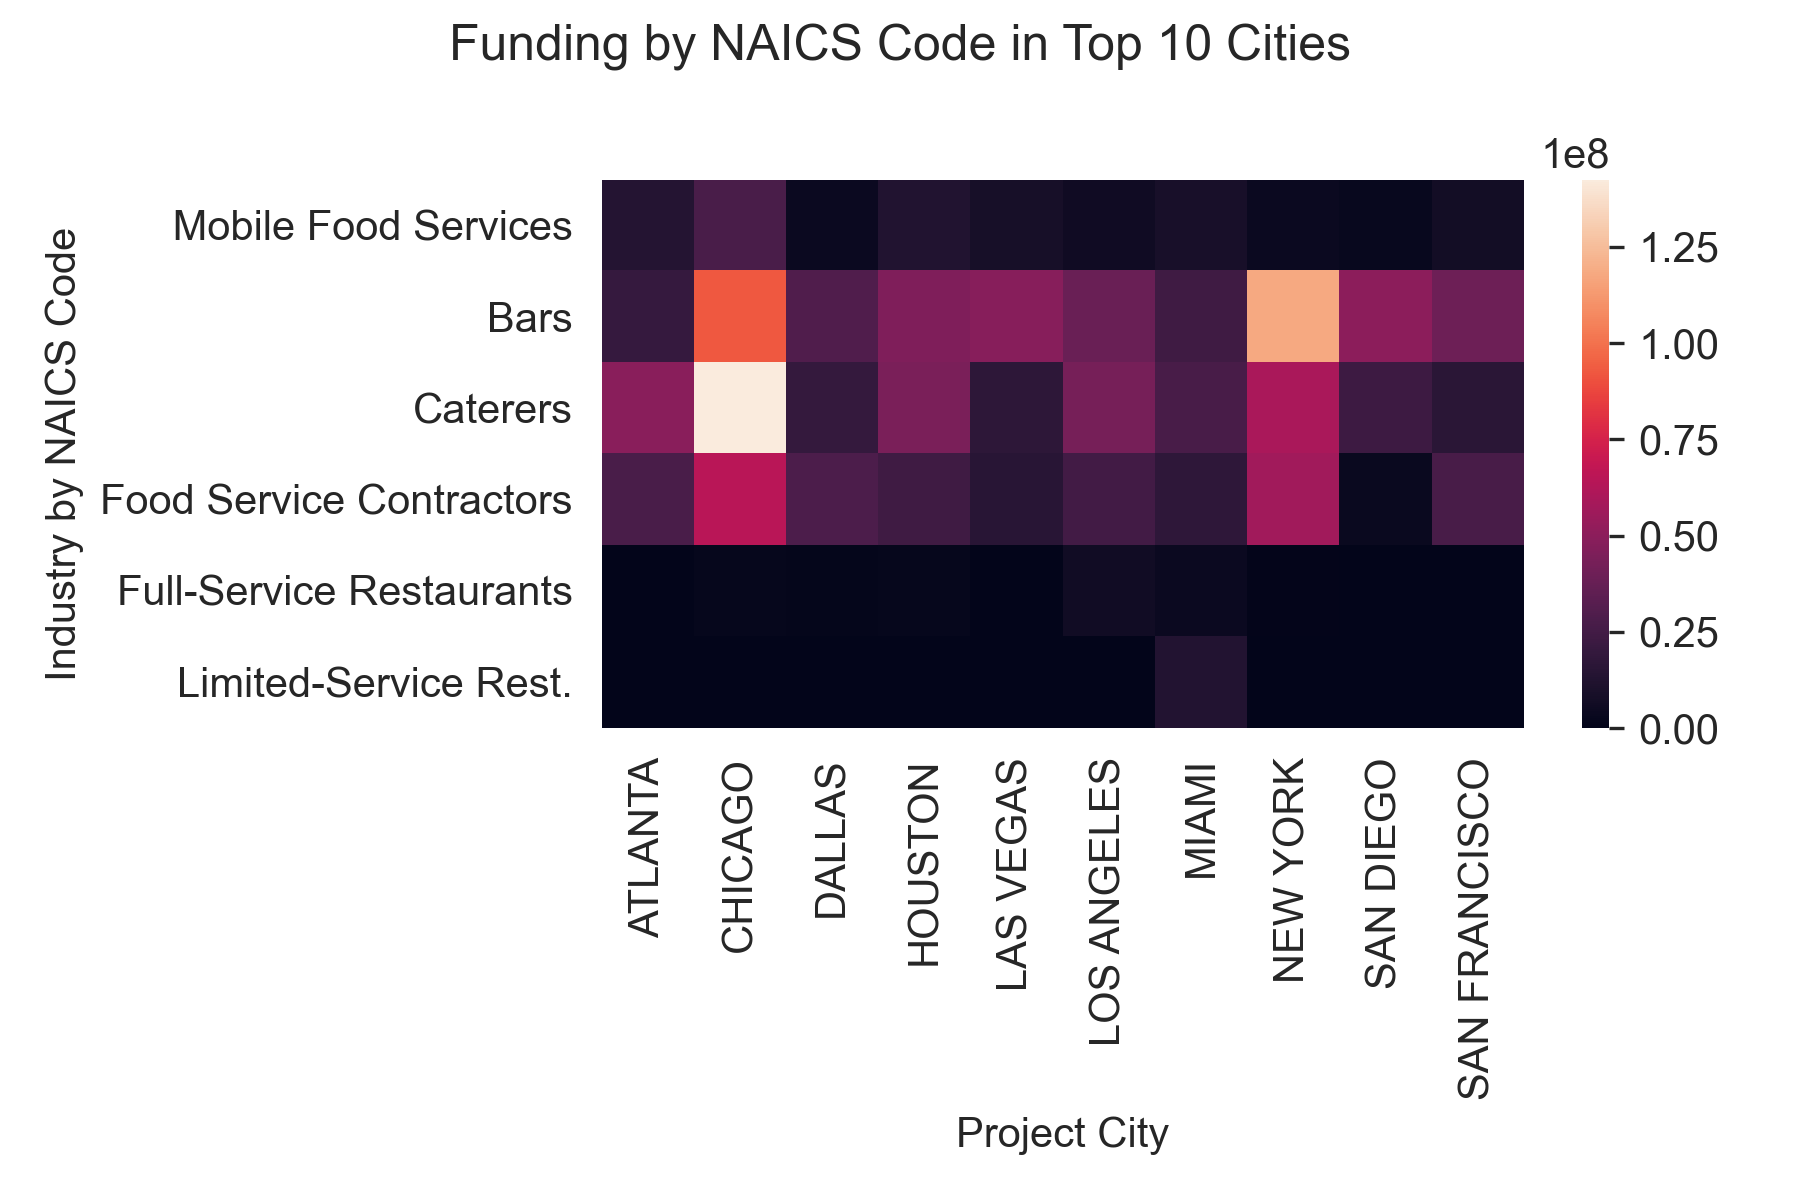 Funding by NAICS Code in Top 10 Cities
1e8
Industry by NAICS Code
Mobile Food Services
Bars
Caterers
Food Service Contractors
Full-Service Restaurants
Limited-Service Rest.
1.25
1.00
0.75
0.50
0.25
0.00
ATLANTA
CHICAGO
DALLAS
HOUSTON
LAS VEGAS
LOS ANGELES
MIAMI
NEW YORK
SAN DIEGO
SAN FRANCISCO
Project City